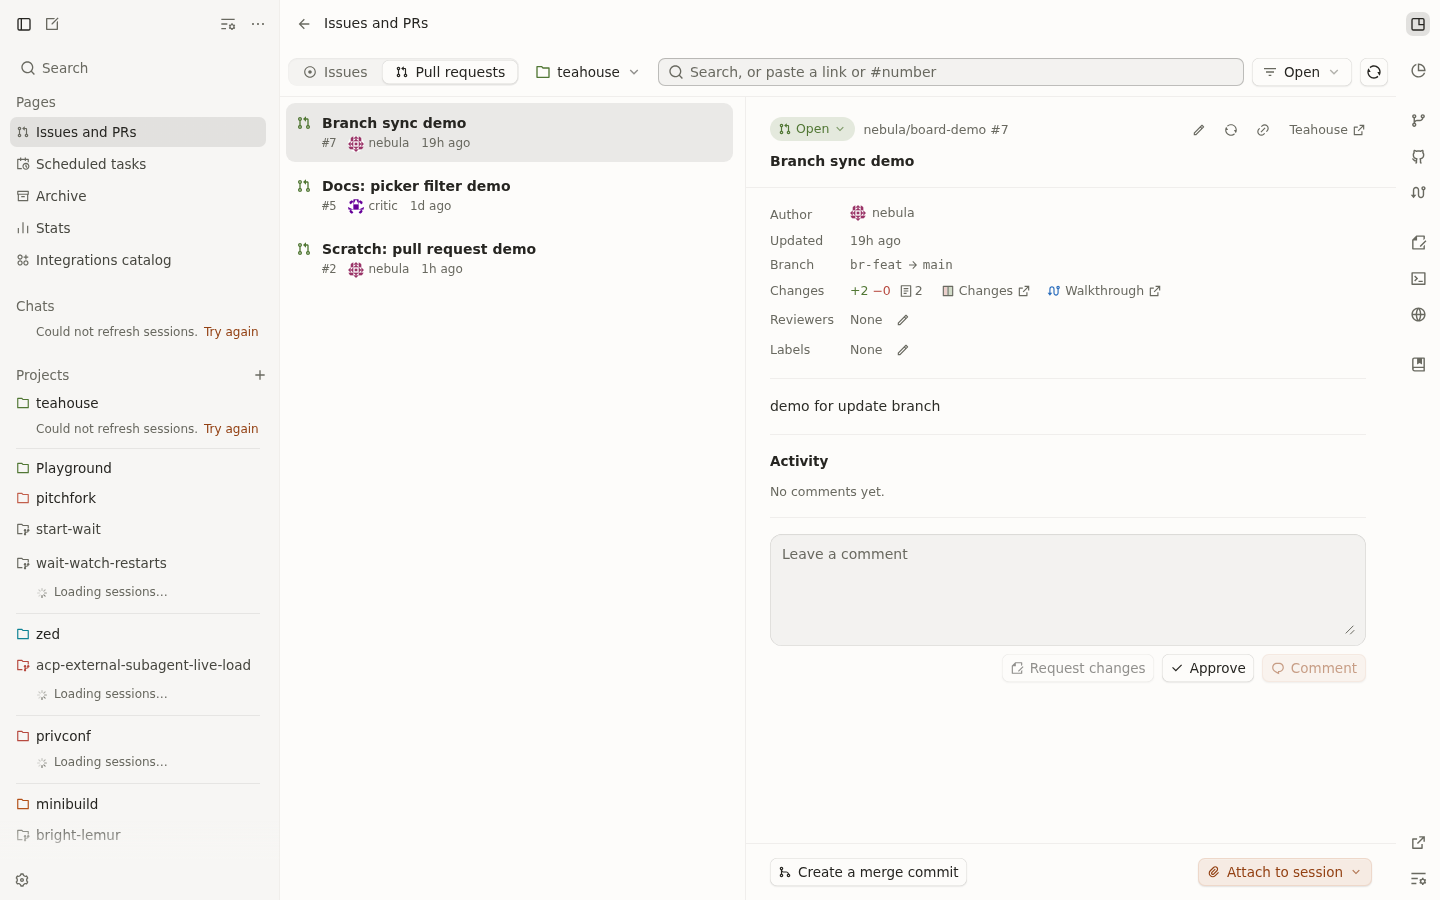 Issues and PRs
Search
Pages
Issues and PRs
Scheduled tasks
Archive
Stats
Integrations catalog
Chats
Could not refresh sessions. Try again
Projects
teahouse
Could not refresh sessions. Try again
Playground
pitchfork
start-wait
wait-watch-restarts
Loading sessions...
zed
acp-external-subagent-live-load
Loading sessions...
privconf
Loading sessions...
minibuild
bright-lemur
Issues
Pull requests
teahouse
Search, or paste a link or #number
Open
Branch sync demo
#7 nebula 19h ago
Docs: picker filter demo
#5 critic 1d ago
Scratch: pull request demo
#2 nebula 1h ago
Open nebula/board-demo #7 Teahouse
Branch sync demo
Author nebula
Updated 19h ago
Branch br-feat → main
Changes +2 −0 2 Changes Walkthrough
Reviewers None
Labels None
demo for update branch
Activity
No comments yet.
Leave a comment
Request changes Approve Comment
Create a merge commit Attach to session